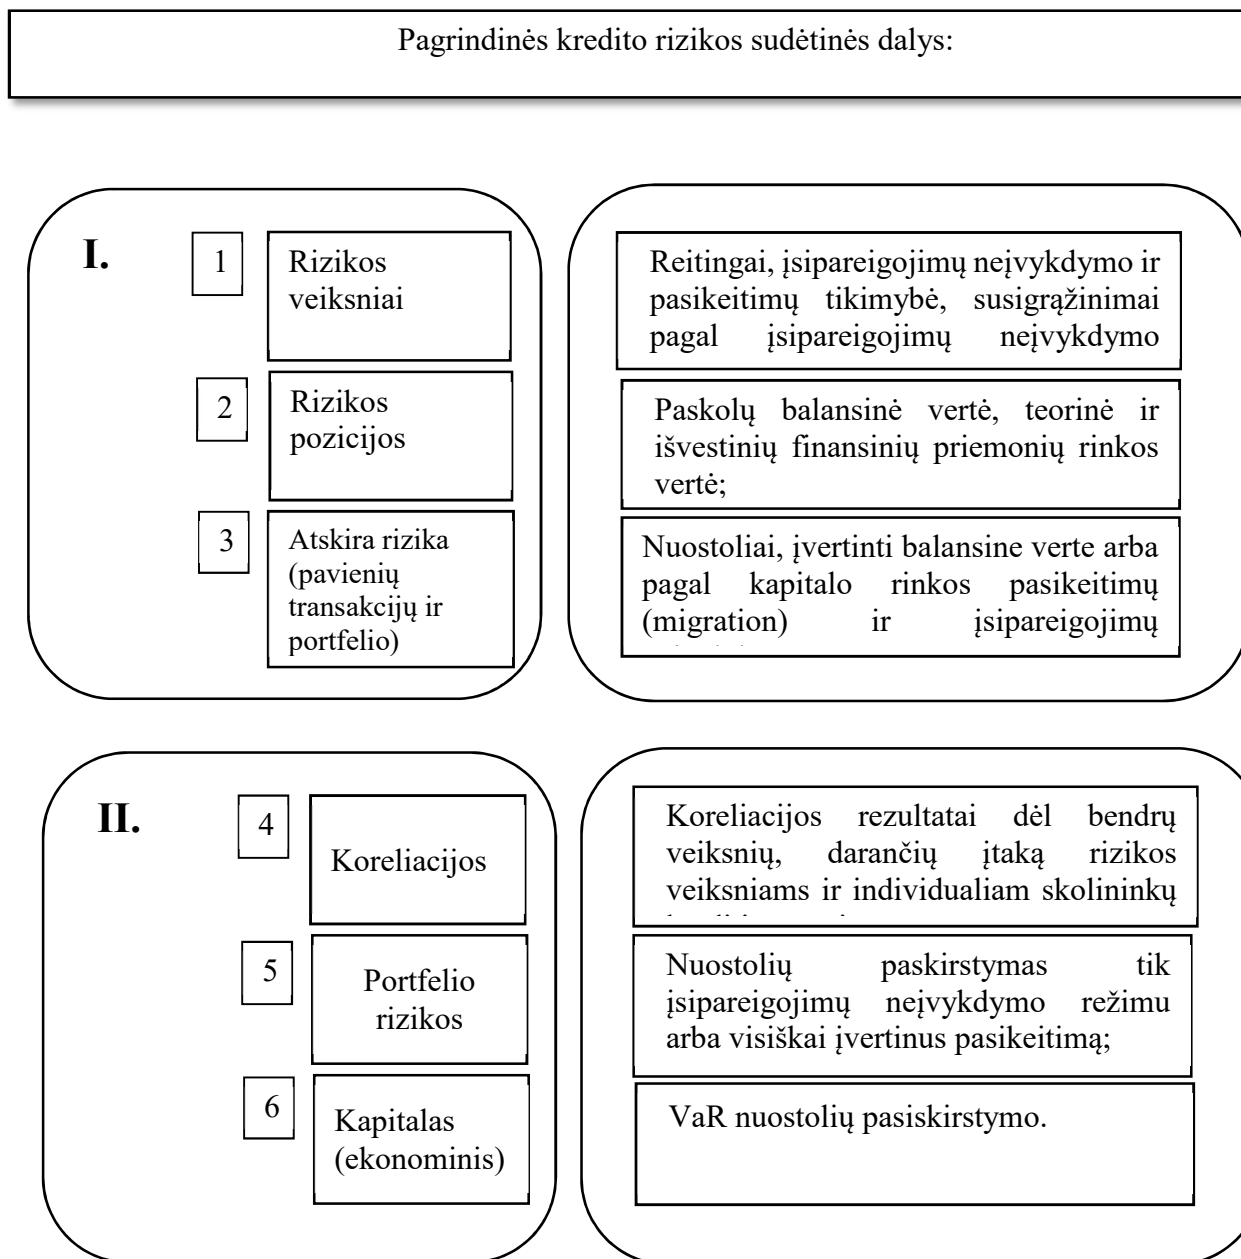 Pagrindinės kredito rizikos sudėtinės dalys:
I.
1
Rizikos
veiksniai
Reitingai, įsipareigojimų neįvykdymo ir
pasikeitimų tikimybė, susigrąžinimai
pagal įsipareigojimų neįvykdymo
2
Rizikos
pozicijos
Paskolų balansinė vertė, teorinė ir
išvestinių finansinių priemonių rinkos
vertė;
3
Atskira rizika
(pavienių
transakcijų ir
portfelio)
Nuostoliai, įvertinti balansine verte arba
pagal kapitalo rinkos pasikeitimų
(migration) ir įsipareigojimų
II.
4
Koreliacijos
Koreliacijos rezultatai dėl bendrų
veiksnių, darančių įtaką rizikos
veiksniams ir individualiam skolininkų
5
Portfelio
rizikos
Nuostolių paskirstymas tik
įsipareigojimų neįvykdymo režimu
arba visiškai įvertinus pasikeitimą;
6
Kapitalas
(ekonominis)
VaR nuostolių pasiskirstymo.